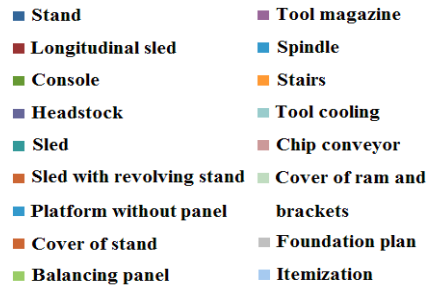 Stand
Longitudinal sled
Console
Headstock
Sled
Sled with revolving stand
Platform without panel
Cover of stand
Balancing panel
Tool magazine
Spindle
Stairs
Tool cooling
Chip conveyor
Cover of ram and
brackets
Foundation plan
Itemization